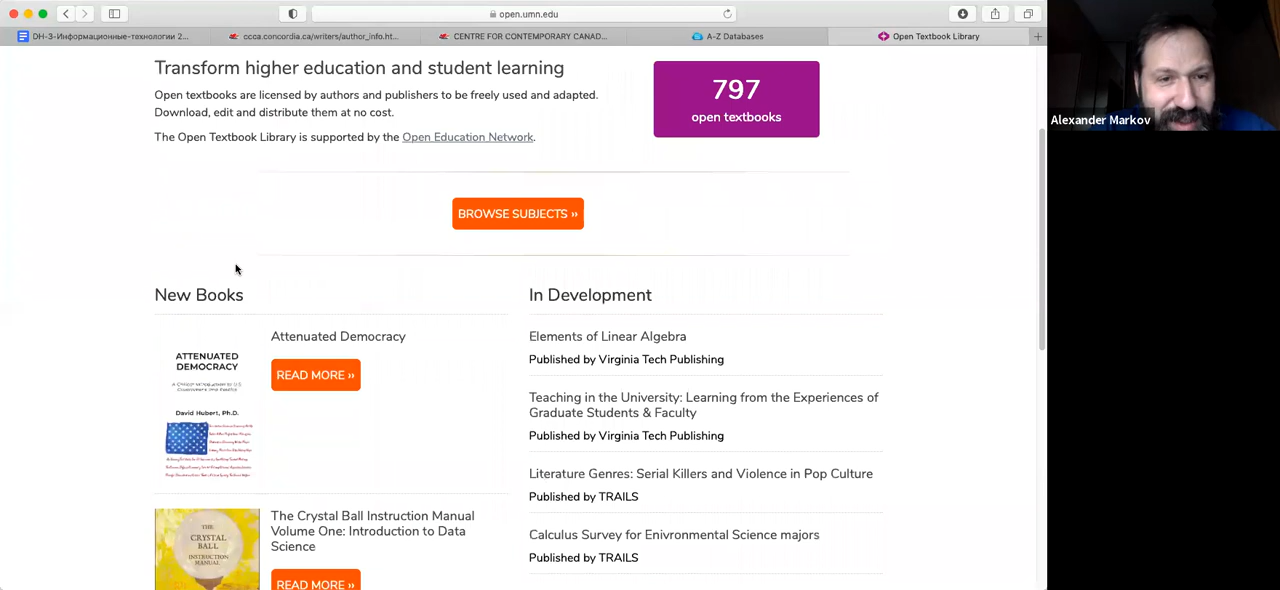 open.umn.edu
DH-3-Информационные-технологии 2...
ccca.concordia.ca/writers/author_info.ht...
CENTRE FOR CONTEMPORARY CANAD...
A-Z Databases
Open Textbook Library
Alexander Markov
Transform higher education and student learning
Open textbooks are licensed by authors and publishers to be freely used and adapted.
Download, edit and distribute them at no cost.
The Open Textbook Library is supported by the Open Education Network.
797
open textbooks
BROWSE SUBJECTS ››
New Books
Attenuated Democracy
READ MORE ››
ATTENUATED
DEMOCRACY
David Hubert, Ph.D.
The Crystal Ball Instruction Manual
Volume One: Introduction to Data
Science
READ MORE ››
THE
CRYSTAL
BALL
INSTRUCTION
MANUAL
In Development
Elements of Linear Algebra
Published by Virginia Tech Publishing
Teaching in the University: Learning from the Experiences of
Graduate Students & Faculty
Published by Virginia Tech Publishing
Literature Genres: Serial Killers and Violence in Pop Culture
Published by TRAILS
Calculus Survey for Enivronmental Science majors
Published by TRAILS